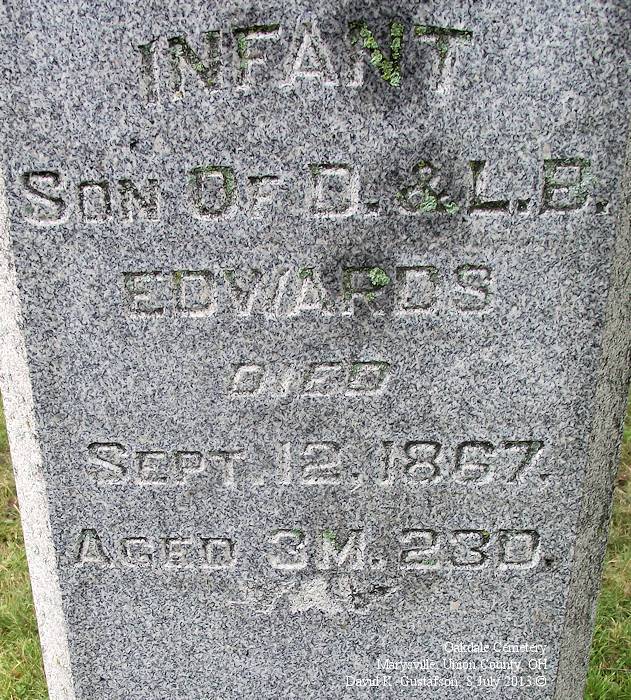 INFANT
SON OF D. & L.B.
EDWARDS
DIED
SEPT. 12, 1867.
AGED 3M. 23D.
Oakdale Cemetery
Marysville, Union County, OH
David K. Gustafson, 8 July 2013 ©